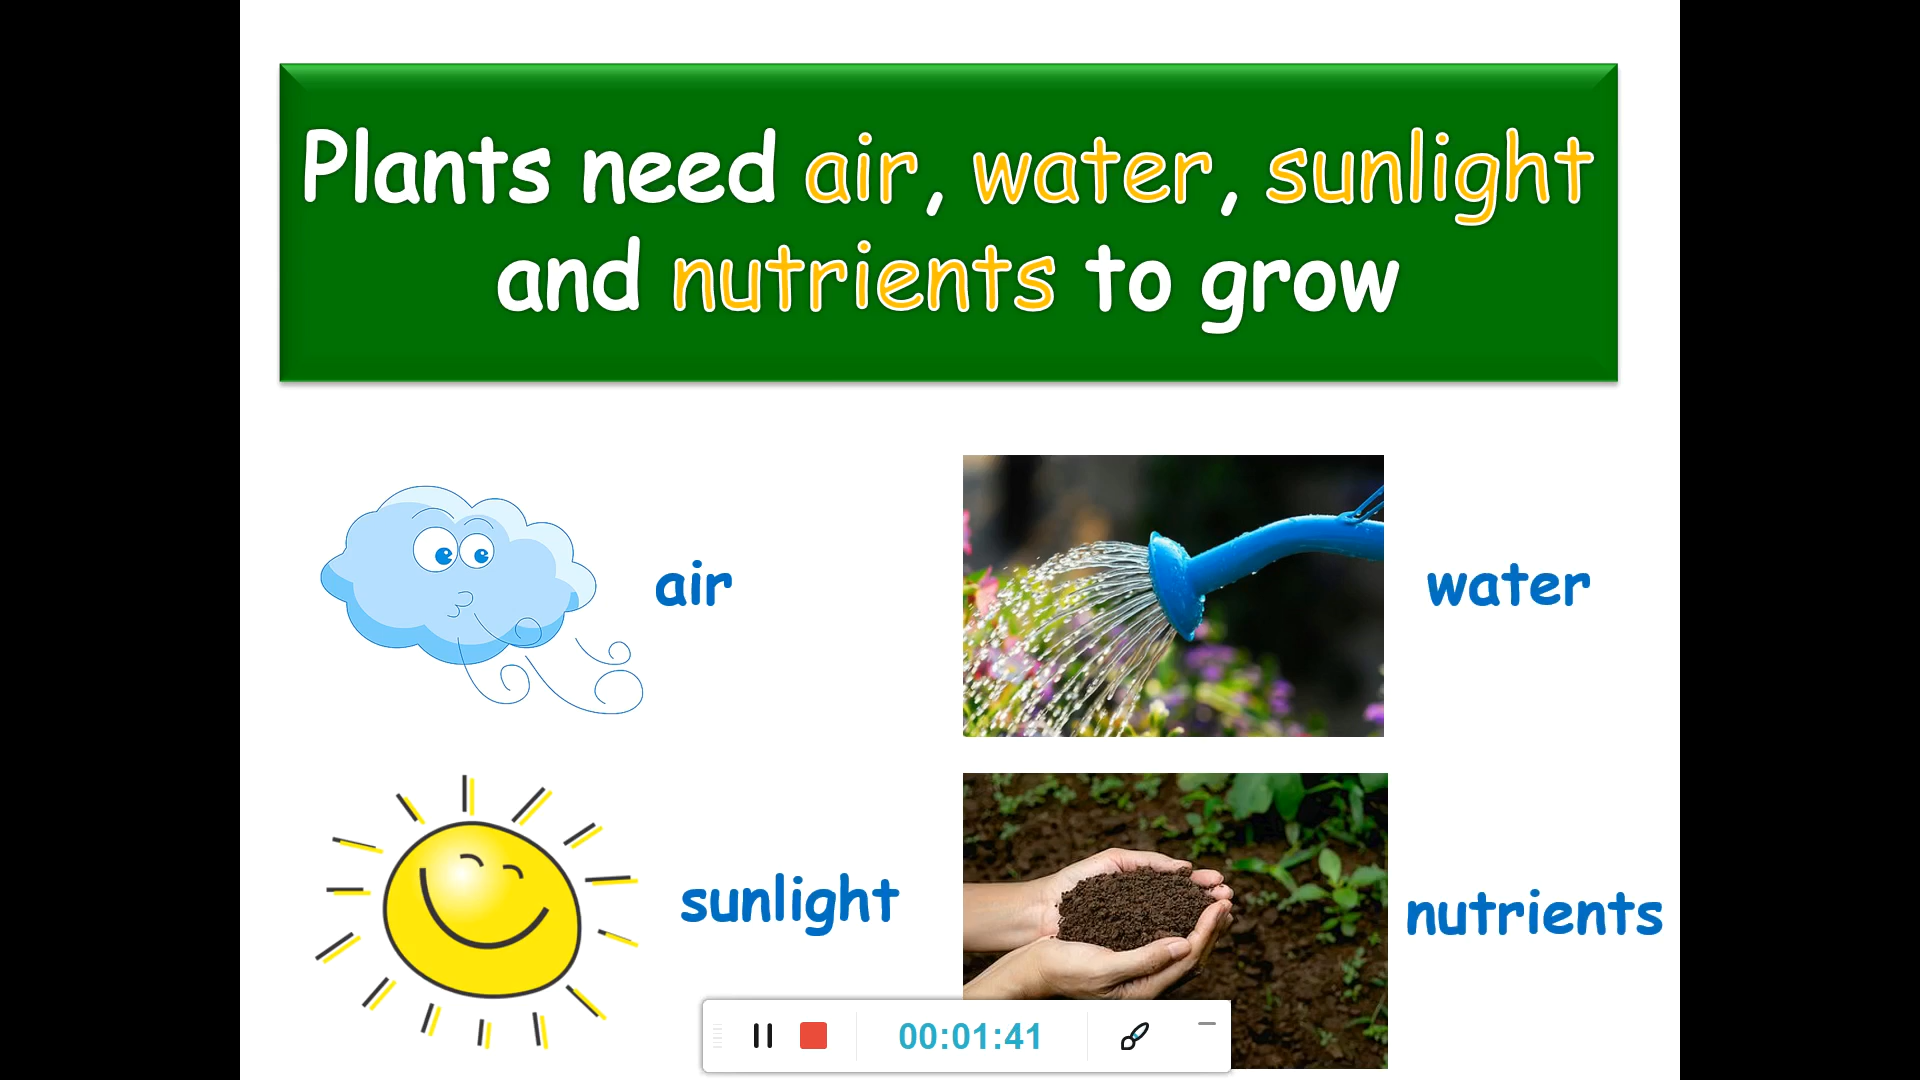 Plants need air, water, sunlight
and nutrients to grow
air
water
sunlight
nutrients
00:01:41